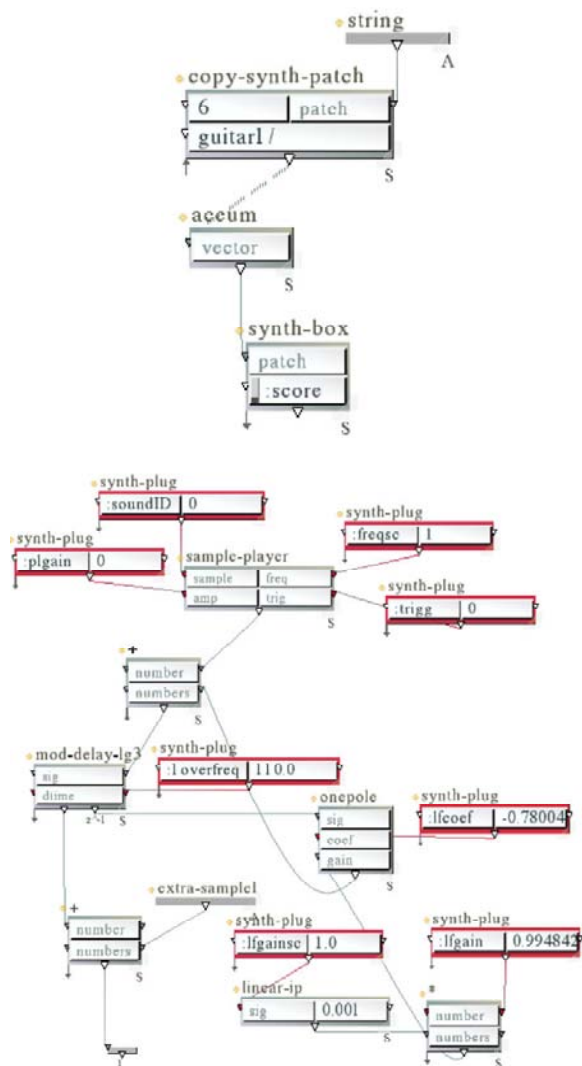 string
A
copy-synth-patch
6 patch
guitar1 /
S
accum
vector
S
synth-box
patch
:score
S
synth-plug
:soundID 0
synth-plug
:plgain 0
synth-plug
:freqsc 1
sample-player
sample freq
amp trig
S
synth-plug
:trigg 0
+
number
numbers
S
mod-delay-lg3
sig
dtime
z^-1 S
synth-plug
:loverfreq 110.0
onepole
sig
coef
gain
S
synth-plug
:lfcoef -0.78004
extra-sample1
+
number
numbers
S
synth-plug
:lfgainsc 1.0
synth-plug
:lfgain 0.994842
linear-ip
sig 0.001
S
*
number
numbers
S